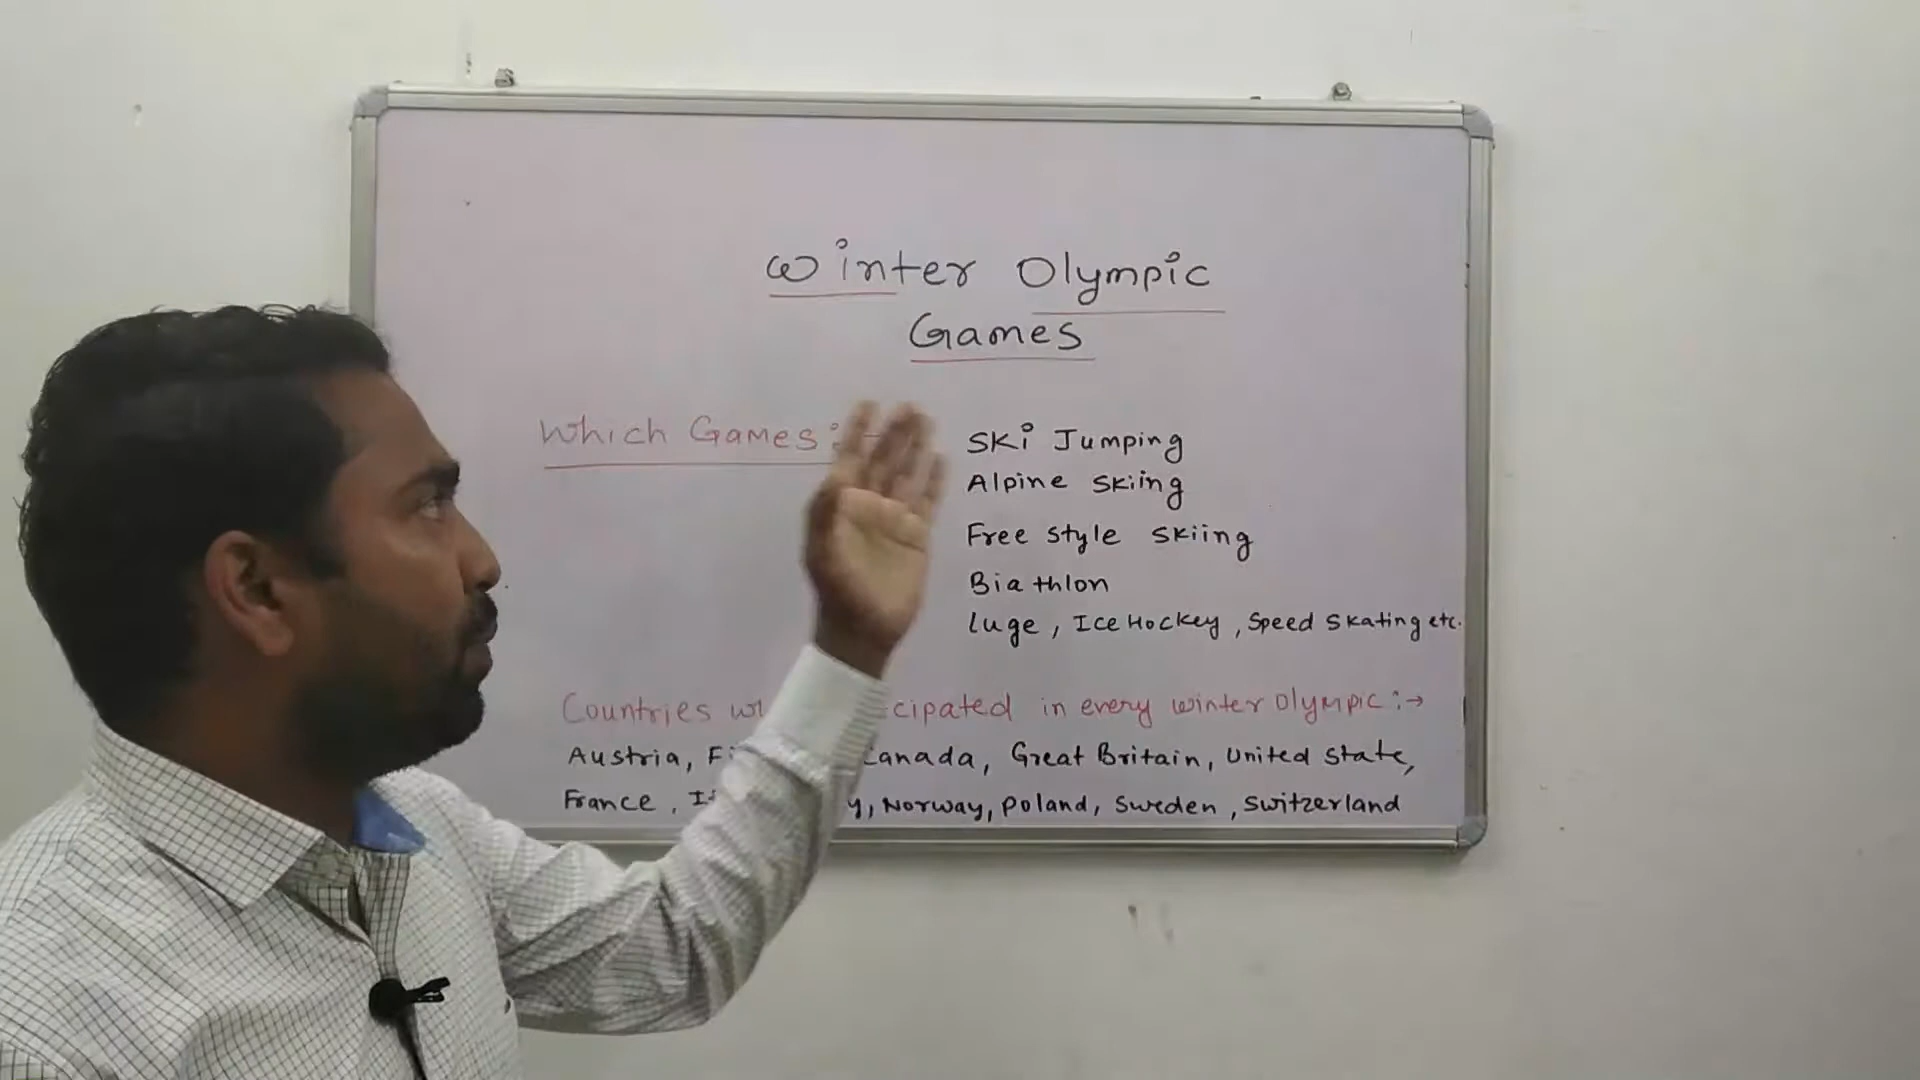 Winter Olympic
Games
Which Games :→
Ski Jumping
Alpine Skiing
Free style skiing
Biathlon
Luge, Ice Hockey, Speed Skating etc.
Countries cipated in every winter Olympic :→
Austria, Canada, Great Britain, United State,
France, Norway, Poland, Sweden, Switzerland